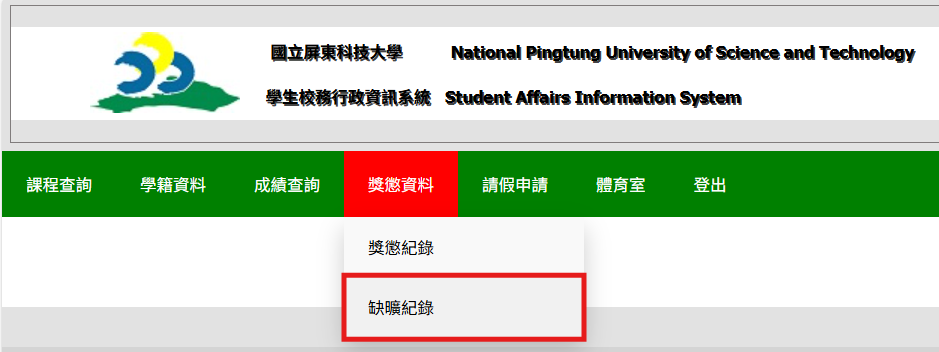 國立屏東科技大學 National Pingtung University of Science and Technology
學生校務行政資訊系統 Student Affairs Information System
課程查詢 學籍資料 成績查詢 獎懲資料 請假申請 體育室 登出
獎懲紀錄
缺曠紀錄